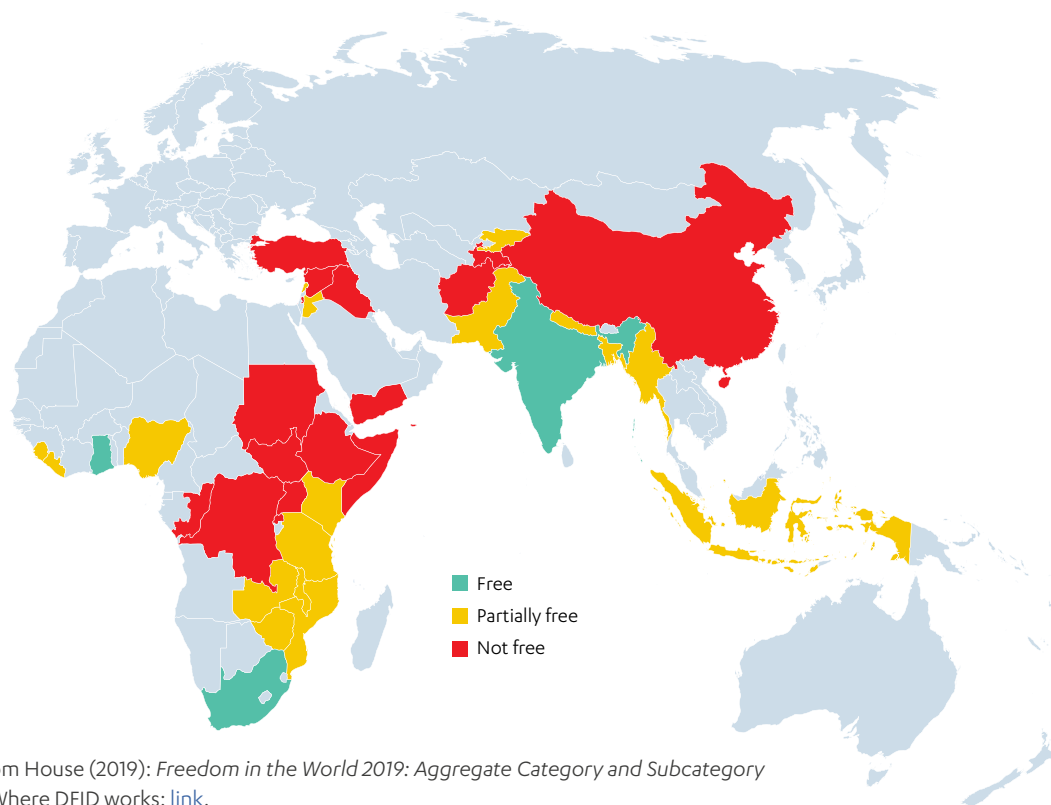 Free
Partially free
Not free
House (2019): Freedom in the World 2019: Aggregate Category and Subcategory
here DFID works: link.